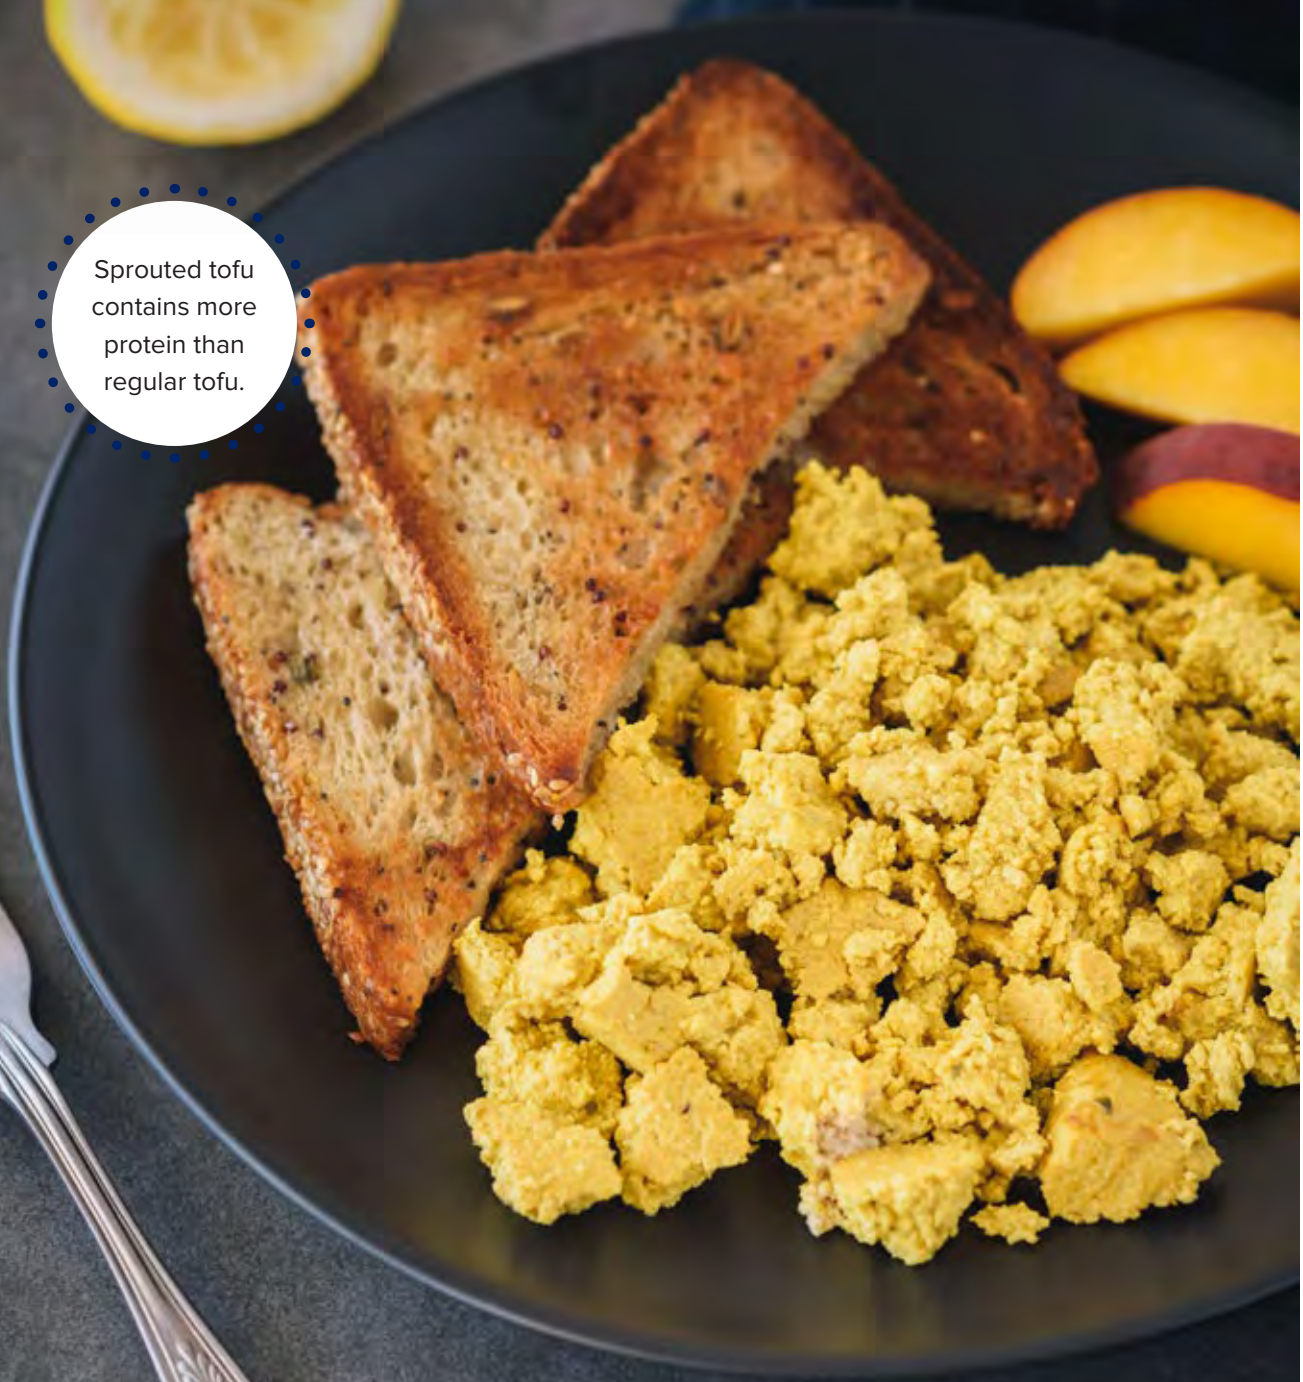 Sprouted tofu
contains more
protein than
regular tofu.